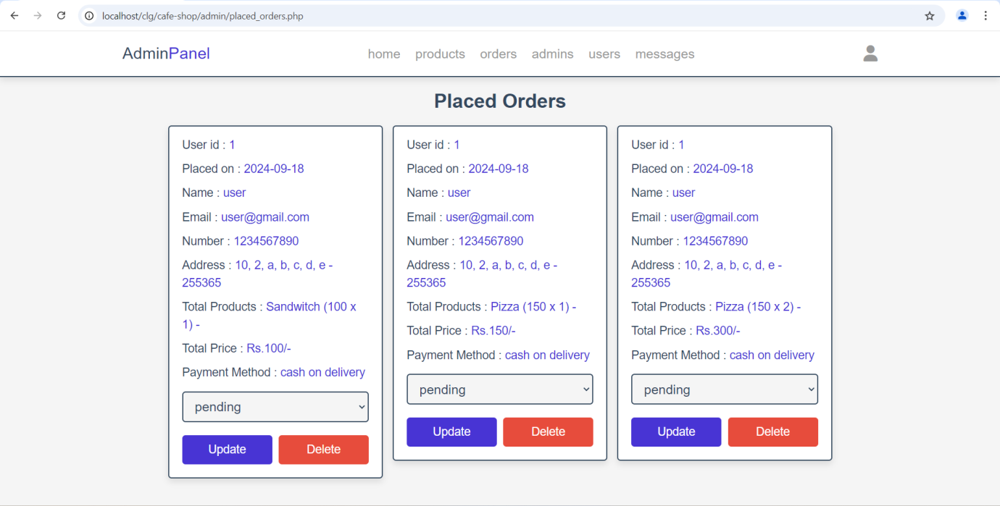 localhost/clg/cafe-shop/admin/placed_orders.php
AdminPanel
home products orders admins users messages
Placed Orders
User id : 1
Placed on : 2024-09-18
Name : user
Email : user@gmail.com
Number : 1234567890
Address : 10, 2, a, b, c, d, e -
255365
Total Products : Sandwitch (100 x
1) -
Total Price : Rs.100/-
Payment Method : cash on delivery
pending
Update Delete
User id : 1
Placed on : 2024-09-18
Name : user
Email : user@gmail.com
Number : 1234567890
Address : 10, 2, a, b, c, d, e -
255365
Total Products : Pizza (150 x 1) -
Total Price : Rs.150/-
Payment Method : cash on delivery
pending
Update Delete
User id : 1
Placed on : 2024-09-18
Name : user
Email : user@gmail.com
Number : 1234567890
Address : 10, 2, a, b, c, d, e -
255365
Total Products : Pizza (150 x 2) -
Total Price : Rs.300/-
Payment Method : cash on delivery
pending
Update Delete